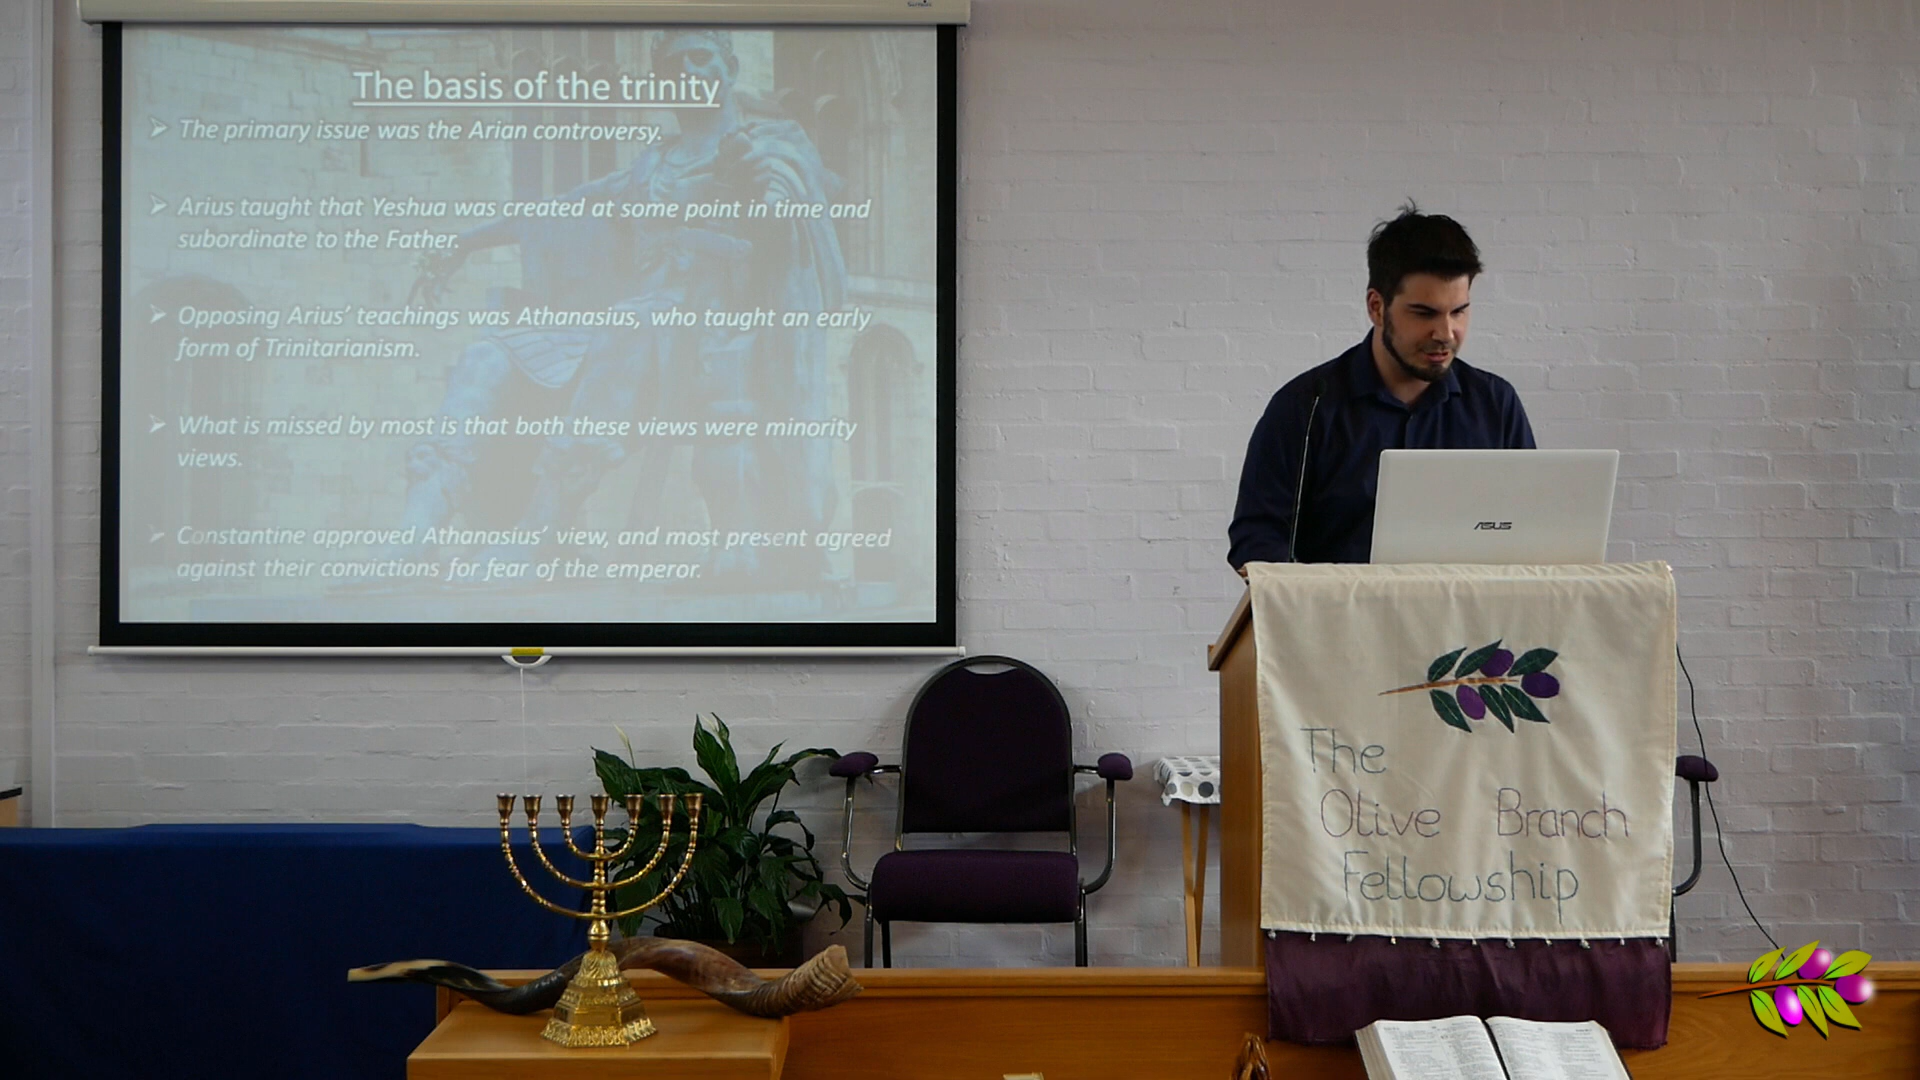 The basis of the trinity
➢ The primary issue was the Arian controversy.
➢ Arius taught that Yeshua was created at some point in time and
subordinate to the Father.
➢ Opposing Arius' teachings was Athanasius, who taught an early
form of Trinitarianism.
➢ What is missed by most is that both these views were minority
views.
➢ Constantine approved Athanasius' view, and most present agreed
against their convictions for fear of the emperor.
ASUS
The
Olive Branch
Fellowship